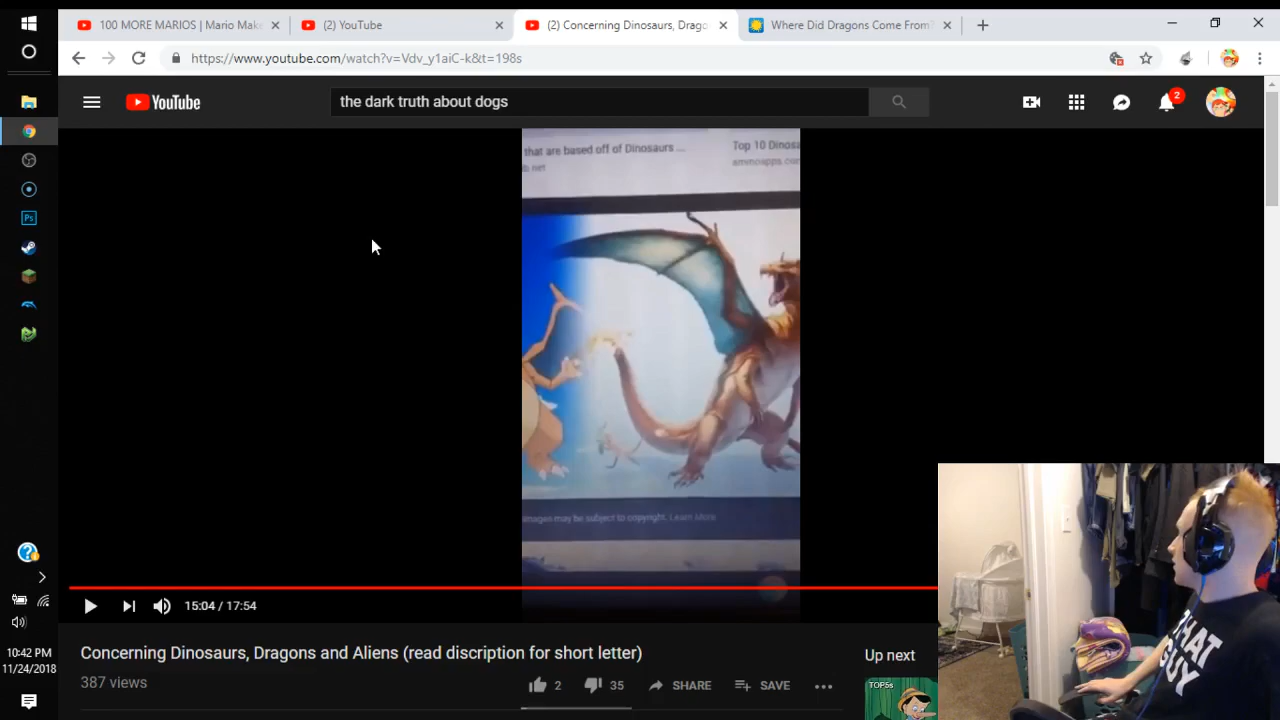 100 MORE MARIOS | Mario Make
(2) YouTube
(2) Concerning Dinosaurs, Drago
Where Did Dragons Come From?
https://www.youtube.com/watch?v=Vdv_y1aiC-k&t=198s
YouTube
the dark truth about dogs
2
that are based off of Dinosaurs ...
Top 10 Dinosa
ammoapps.com
Images may be subject to copyright. Learn More
15:04 / 17:54
Concerning Dinosaurs, Dragons and Aliens (read discription for short letter)
387 views
2
35
SHARE
SAVE
Up next
TOP5s
THAT
GUY
Ps
10:42 PM
11/24/2018